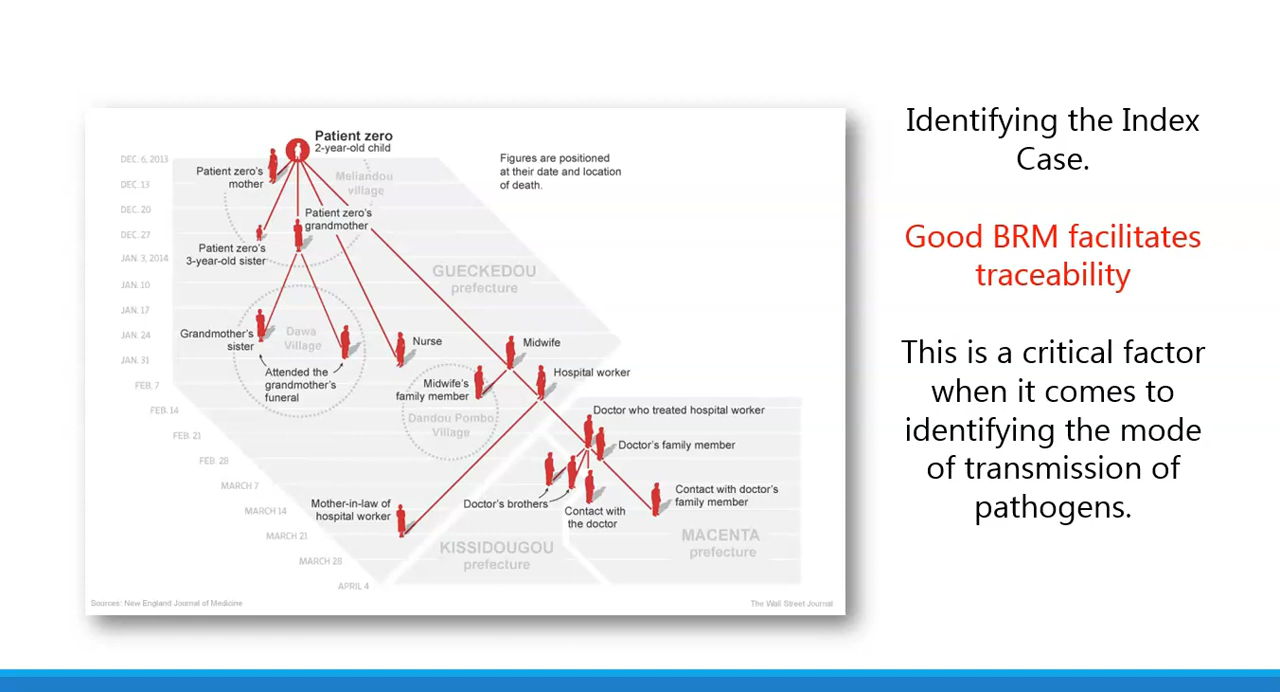 Identifying the Index
Case.
Good BRM facilitates
traceability
This is a critical factor
when it comes to
identifying the mode
of transmission of
pathogens.
Patient zero
2-year-old child
Figures are positioned
at their date and location
of death.
DEC. 6, 2013
DEC. 13
DEC. 20
DEC. 27
JAN. 3, 2014
JAN. 10
JAN. 17
JAN. 24
JAN. 31
FEB. 7
FEB. 14
FEB. 21
FEB. 28
MARCH 7
MARCH 14
MARCH 21
MARCH 28
APRIL 4
Patient zero's
mother
Meliandou
village
Patient zero's
grandmother
Patient zero's
3-year-old sister
GUECKEDOU
prefecture
Grandmother's
sister
Dawa
Village
Attended the
grandmother's
funeral
Nurse
Midwife
Hospital worker
Midwife's
family member
Dandou Pombo
Village
Doctor who treated hospital worker
Doctor's family member
Doctor's brothers
Contact with
the doctor
Contact with doctor's
family member
Mother-in-law of
hospital worker
KISSIDOUGOU
prefecture
MACENTA
prefecture
Sources: New England Journal of Medicine
The Wall Street Journal